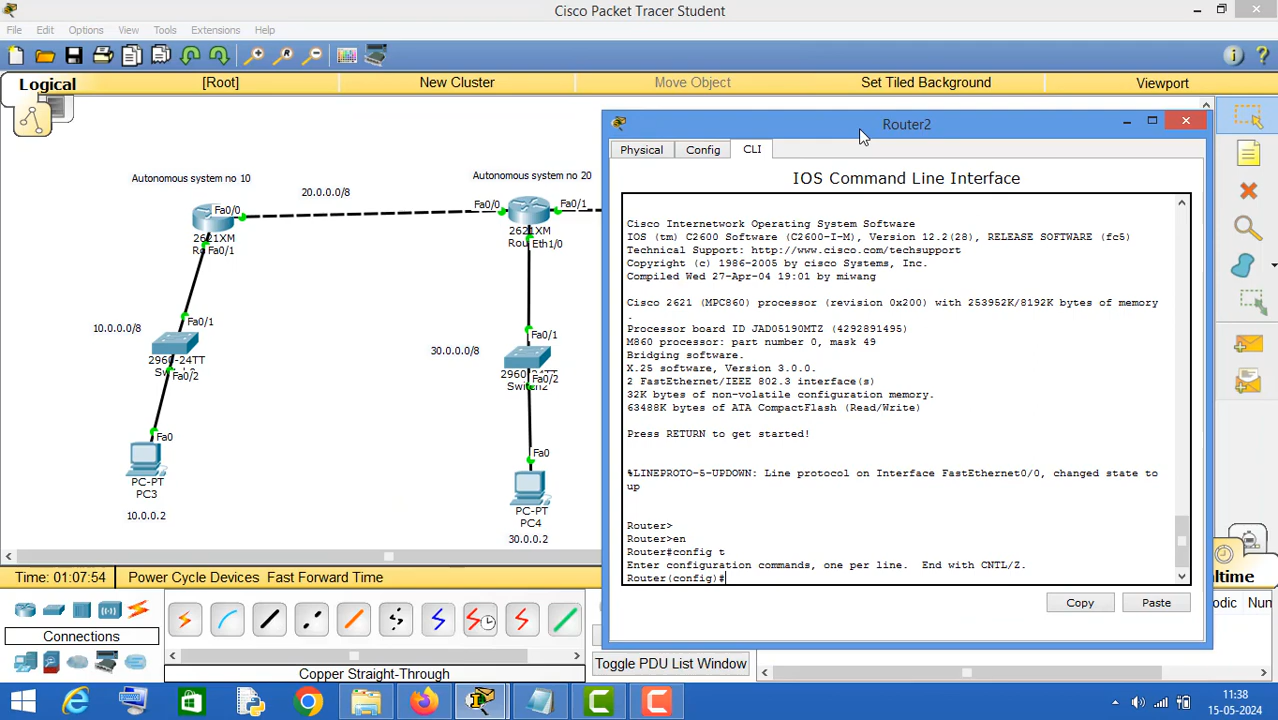 Cisco Packet Tracer Student
File Edit Options View Tools Extensions Help
Logical
[Root]
New Cluster
Move Object
Set Tiled Background
Viewport
Autonomous system no 10
20.0.0.0/8
Autonomous system no 20
Fa0/0
2621XM
Fa0/1
Fa0/0
Fa0/1
2621XM
Eth1/0
Fa0/1
10.0.0.0/8
2960-24TT
Fa0/2
Fa0
PC-PT
PC3
10.0.0.2
Fa0/1
30.0.0.0/8
Fa0/2
Fa0
PC-PT
PC4
30.0.0.2
Router2
Physical
Config
CLI
IOS Command Line Interface
Cisco Internetwork Operating System Software
IOS (tm) C2600 Software (C2600-I-M), Version 12.2(28), RELEASE SOFTWARE (fc5)
Technical Support: http://www.cisco.com/techsupport
Copyright (c) 1986-2005 by cisco Systems, Inc.
Compiled Wed 27-Apr-04 19:01 by miwang
Cisco 2621 (MPC860) processor (revision 0x200) with 253952K/8192K bytes of memory
.
Processor board ID JAD05190MTZ (4292891495)
M860 processor: part number 0, mask 49
Bridging software.
X.25 software, Version 3.0.0.
2 FastEthernet/IEEE 802.3 interface(s)
32K bytes of non-volatile configuration memory.
63488K bytes of ATA CompactFlash (Read/Write)
Press RETURN to get started!
%LINEPROTO-5-UPDOWN: Line protocol on Interface FastEthernet0/0, changed state to
up
Router>
Router>en
Router#config t
Enter configuration commands, one per line. End with CNTL/Z.
Router(config)#
Copy
Paste
Time: 01:07:54
Power Cycle Devices Fast Forward Time
Connections
Copper Straight-Through
Toggle PDU List Window
11:38
15-05-2024